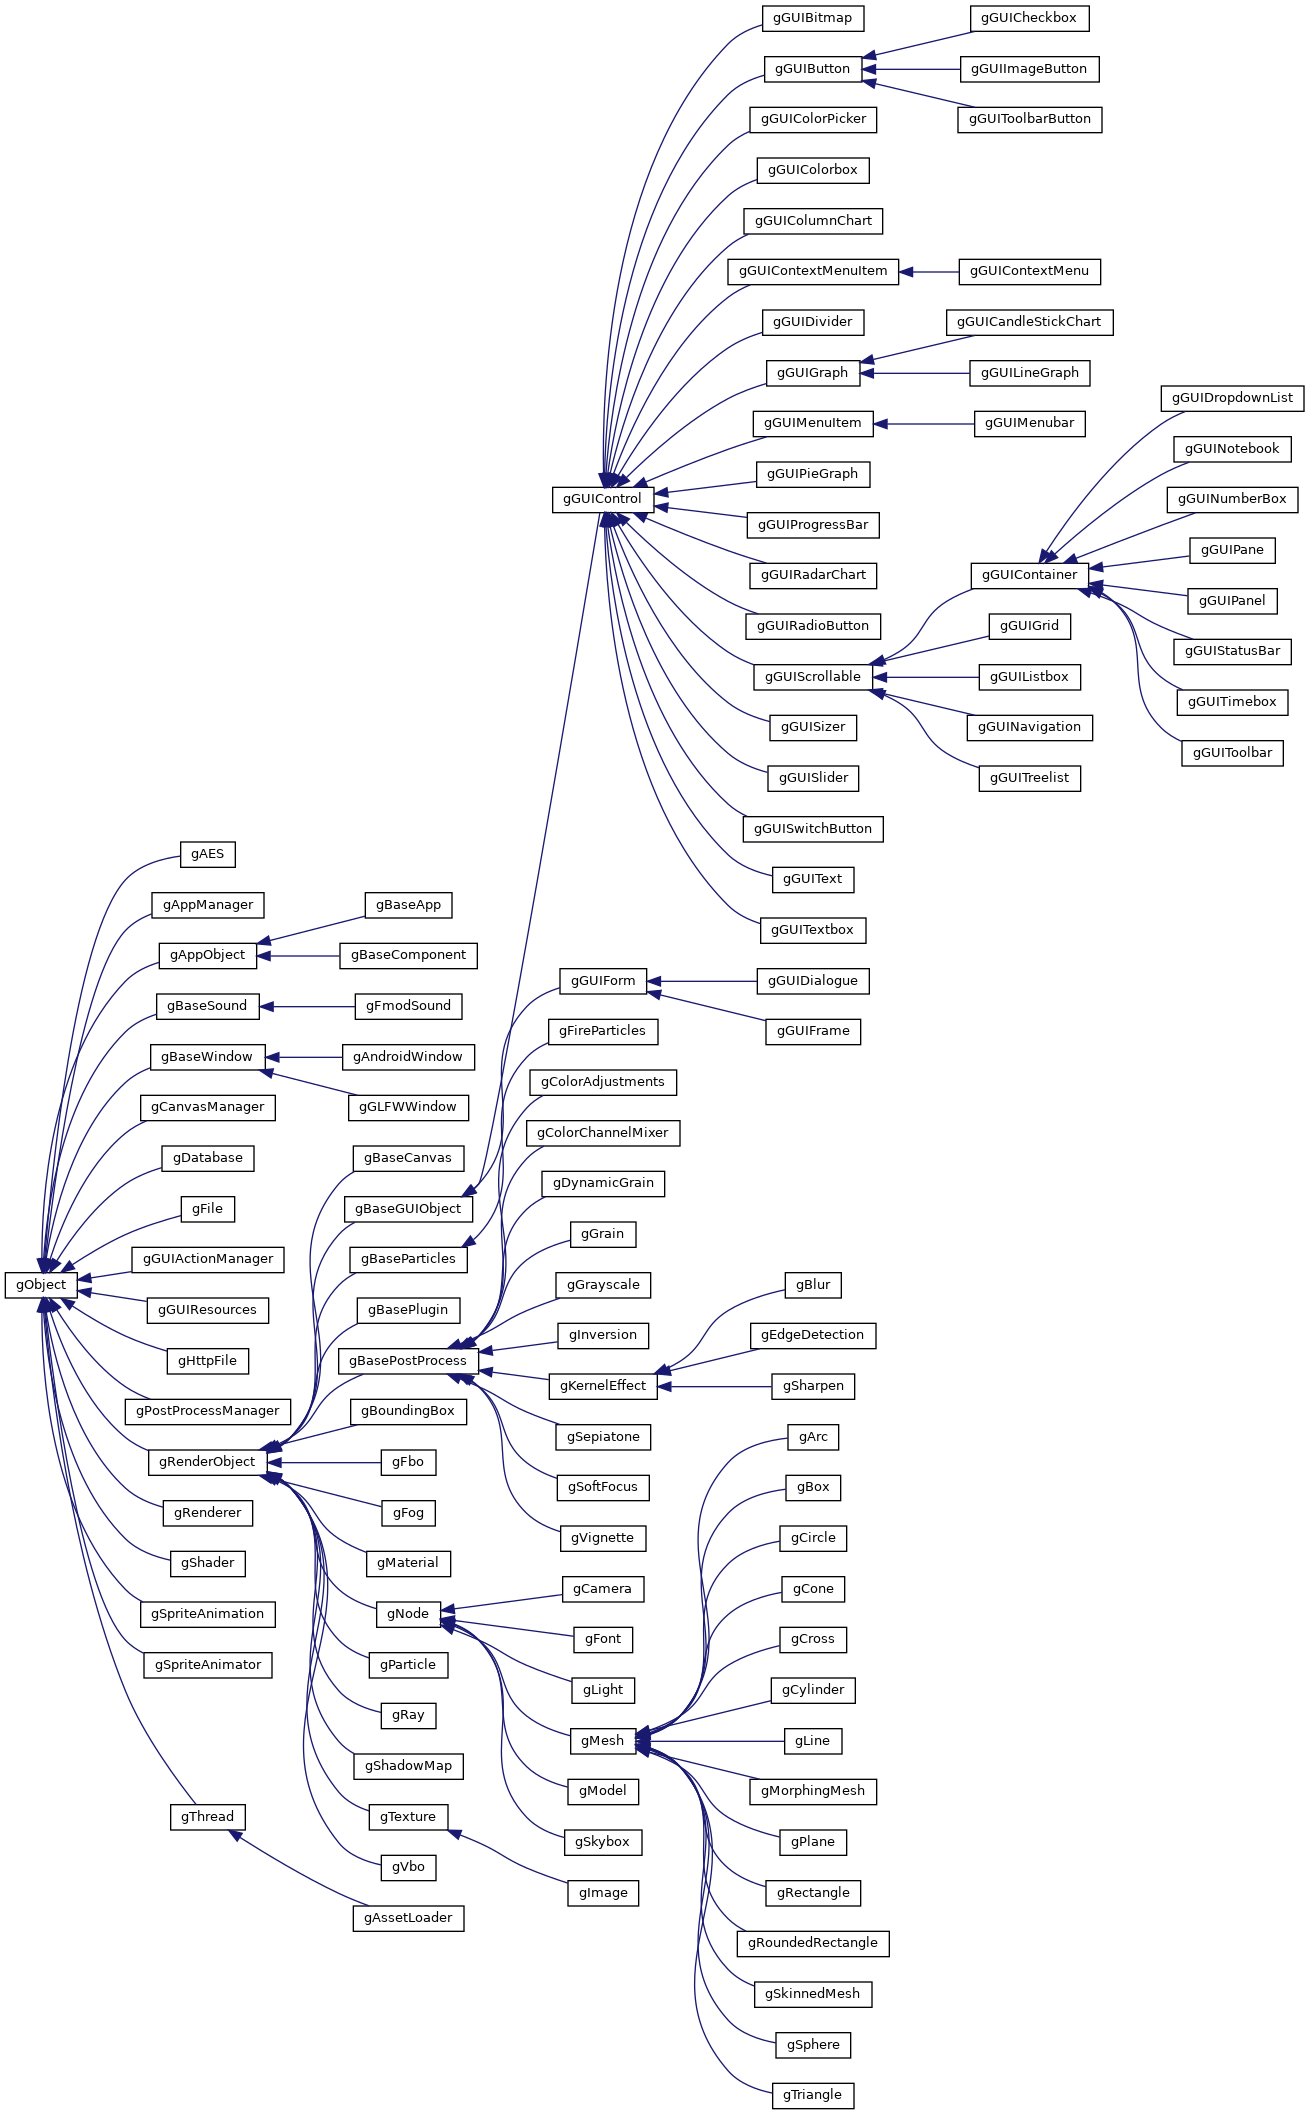 gGUIBitmap
gGUICheckbox
gGUIButton
gGUIImageButton
gGUIColorPicker
gGUIToolbarButton
gGUIColorbox
gGUIColumnChart
gGUIContextMenuItem
gGUIContextMenu
gGUIDivider
gGUICandleStickChart
gGUIGraph
gGUILineGraph
gGUIDropdownList
gGUIMenuItem
gGUIMenubar
gGUINotebook
gGUIPieGraph
gGUIControl
gGUINumberBox
gGUIProgressBar
gGUIPane
gGUIRadarChart
gGUIContainer
gGUIPanel
gGUIRadioButton
gGUIGrid
gGUIStatusBar
gGUIScrollable
gGUIListbox
gGUITimebox
gGUISizer
gGUINavigation
gGUIToolbar
gGUISlider
gGUITreelist
gGUISwitchButton
gAES
gGUIText
gAppManager
gBaseApp
gGUITextbox
gAppObject
gBaseComponent
gGUIForm
gGUIDialogue
gBaseSound
gFmodSound
gFireParticles
gGUIFrame
gBaseWindow
gAndroidWindow
gColorAdjustments
gCanvasManager
gGLFWWindow
gColorChannelMixer
gDatabase
gBaseCanvas
gDynamicGrain
gFile
gBaseGUIObject
gGrain
gGUIActionManager
gBaseParticles
gObject
gGrayscale
gBlur
gGUIResources
gBasePlugin
gInversion
gEdgeDetection
gHttpFile
gBasePostProcess
gKernelEffect
gSharpen
gPostProcessManager
gBoundingBox
gSepiatone
gArc
gRenderObject
gFbo
gSoftFocus
gBox
gRenderer
gFog
gVignette
gCircle
gShader
gMaterial
gCamera
gCone
gSpriteAnimation
gNode
gFont
gCross
gSpriteAnimator
gParticle
gLight
gCylinder
gRay
gMesh
gLine
gShadowMap
gModel
gMorphingMesh
gThread
gTexture
gSkybox
gPlane
gVbo
gImage
gRectangle
gAssetLoader
gRoundedRectangle
gSkinnedMesh
gSphere
gTriangle